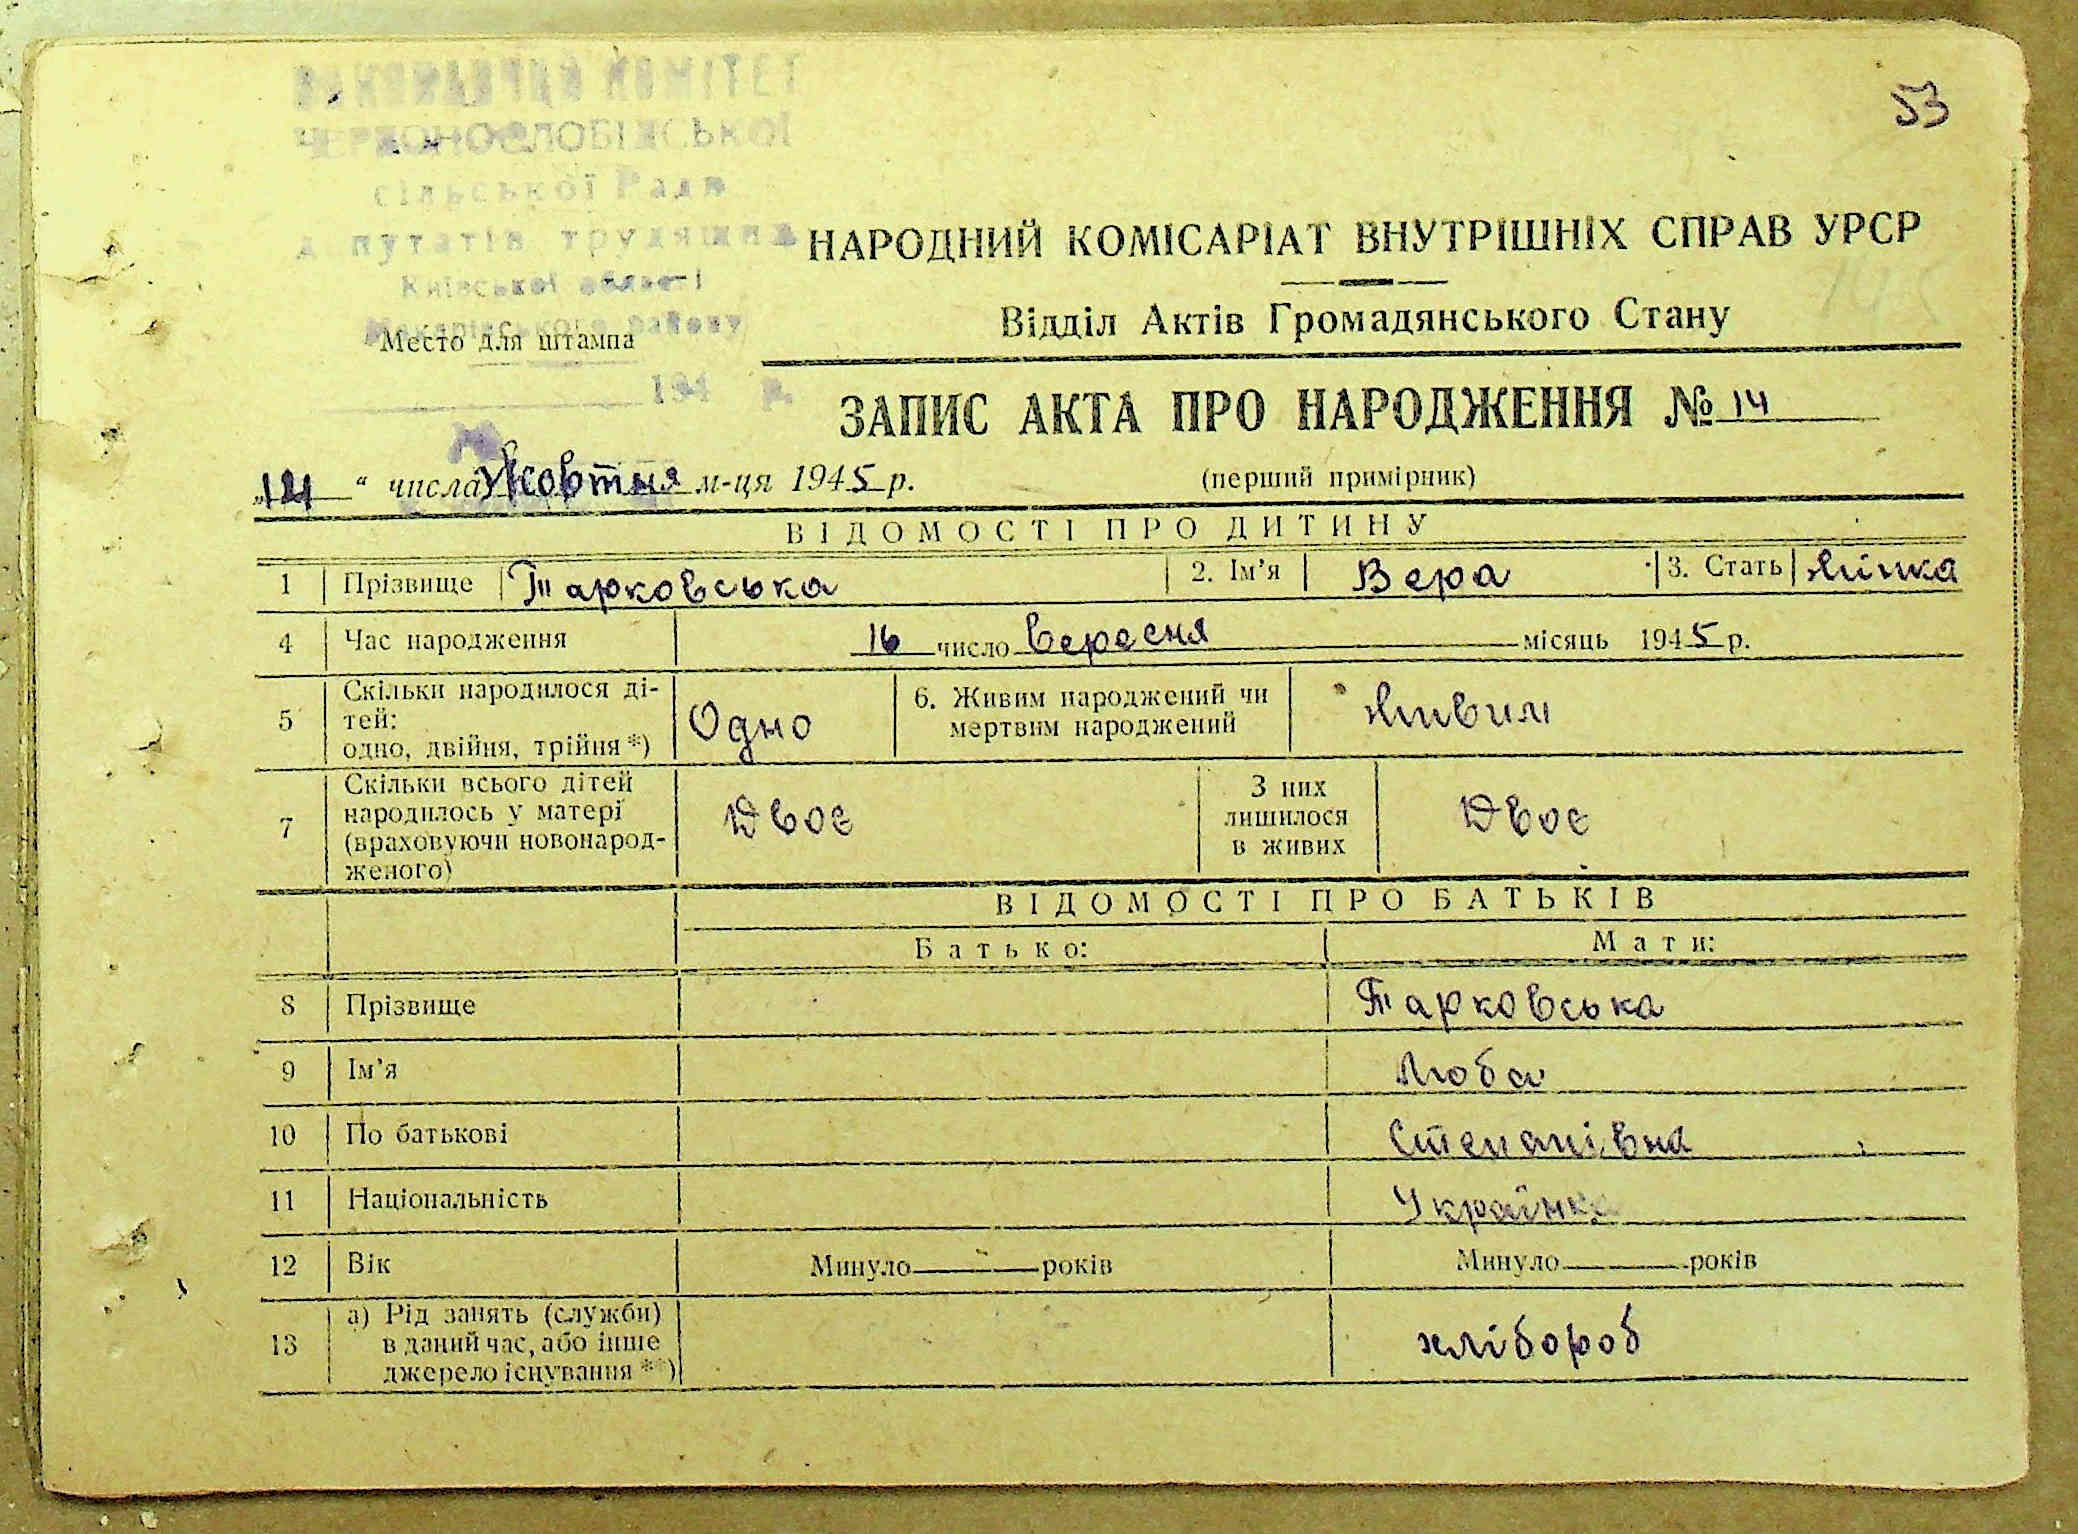 ВИКОНАВЧИЙ КОМІТЕТ
ЧЕРВОНОСЛОБІДСЬКОЇ
сільської Ради
депутатів трудящих
Київської області
Макарівського району
Место для штампа
194 р.
53
НАРОДНИЙ КОМІСАРІАТ ВНУТРІШНІХ СПРАВ УРСР
Відділ Актів Громадянського Стану
ЗАПИС АКТА ПРО НАРОДЖЕННЯ № 14
" числа Жовтня м-ця 1945 р.
(перший примірник)
ВІДОМОСТІ ПРО ДИТИНУ
1 Прізвище Тарковська 2. Ім'я Вера 3. Стать жінка
4 Час народження 16 число вересня місяць 1945 р.
5 Скільки народилося ді-
тей:
одно, двійня, трійня *) Одно 6. Живим народжений чи
мертвим народжений живим
7 Скільки всього дітей
народилось у матері
(враховуючи новонарод-
женого) Двоє З них
лишилося
в живих Двоє
ВІДОМОСТІ ПРО БАТЬКІВ
Батько: Мати:
8 Прізвище Тарковська
9 Ім'я Люба
10 По батькові Степанівна
11 Національність Українка
12 Вік Минуло років Минуло років
13 а) Рід занять (служби)
в даний час, або інше
джерело існування **) хлібороб